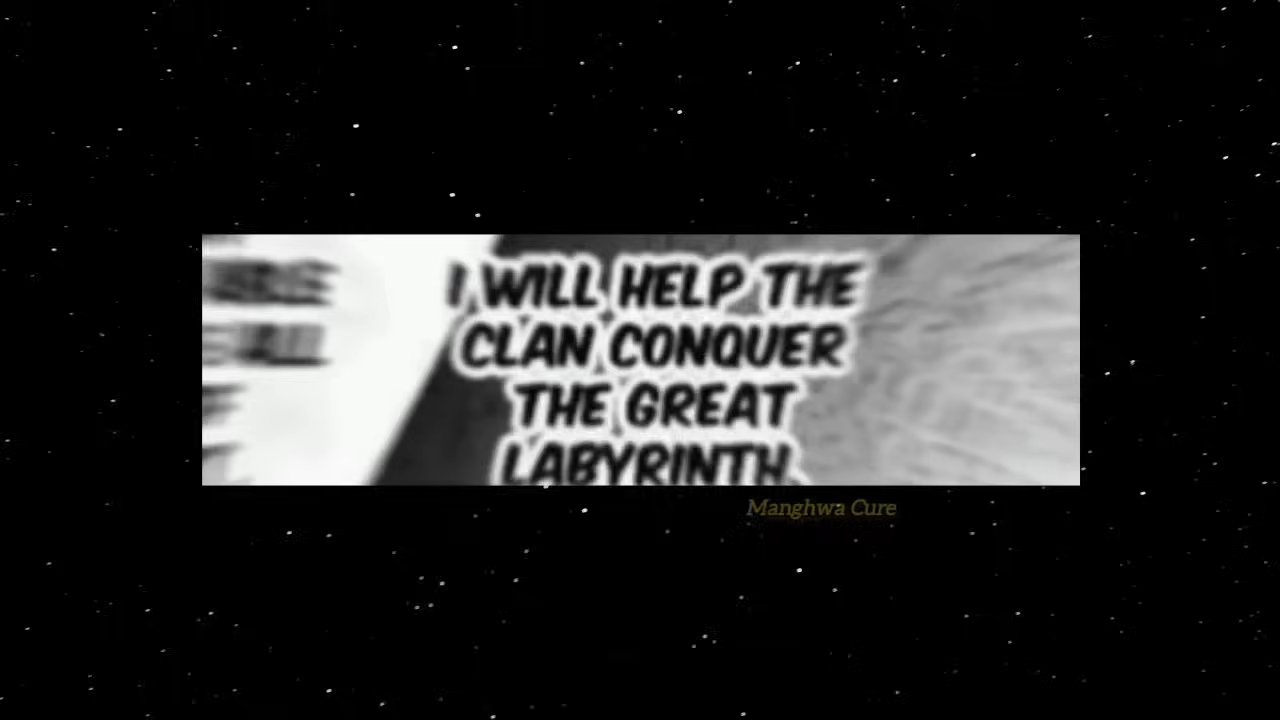 I WILL HELP THE
CLAN CONQUER
THE GREAT
LABYRINTH.
Manghwa Cure